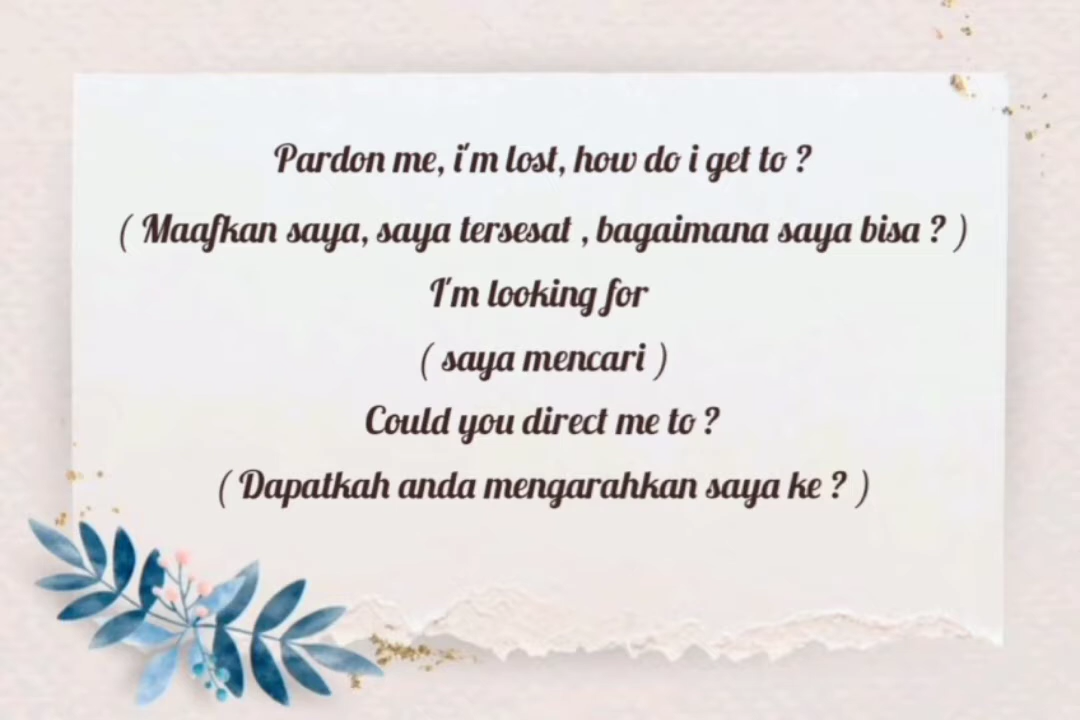 Pardon me, i'm lost, how do i get to ?
( Maafkan saya, saya tersesat , bagaimana saya bisa ? )
I'm looking for
( saya mencari )
Could you direct me to ?
( Dapatkah anda mengarahkan saya ke ? )